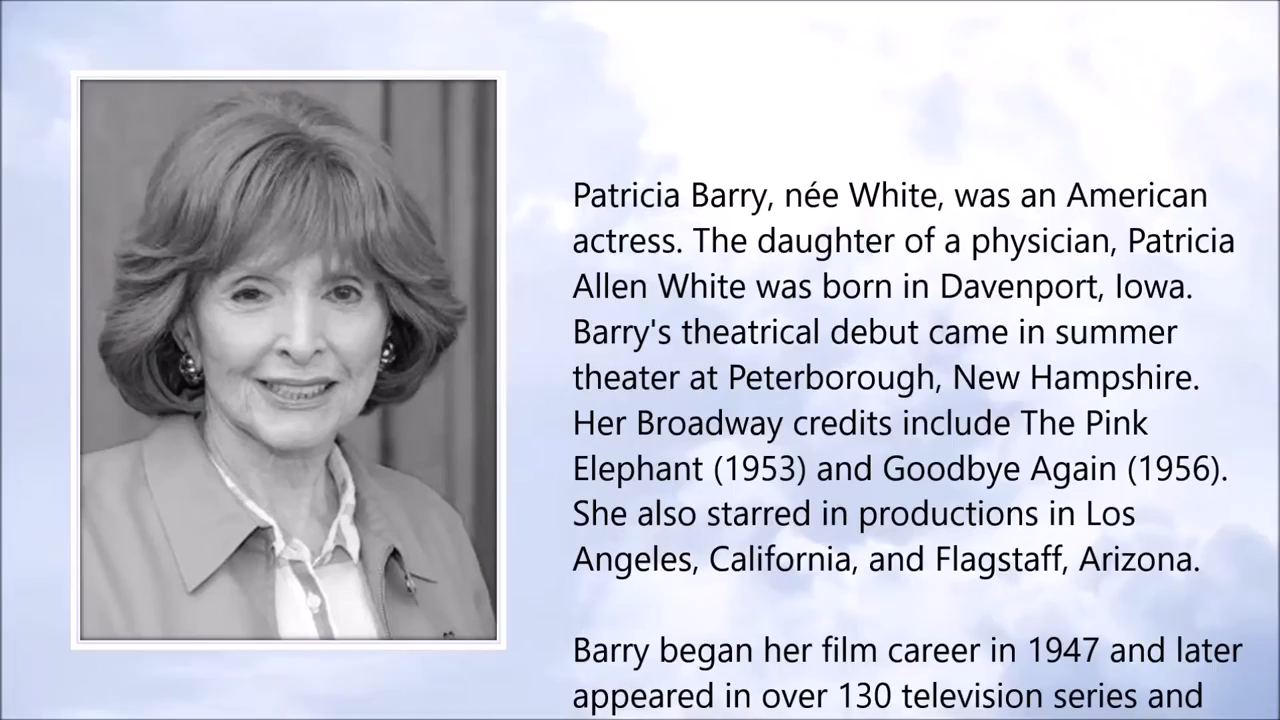 Patricia Barry, née White, was an American
actress. The daughter of a physician, Patricia
Allen White was born in Davenport, Iowa.
Barry's theatrical debut came in summer
theater at Peterborough, New Hampshire.
Her Broadway credits include The Pink
Elephant (1953) and Goodbye Again (1956).
She also starred in productions in Los
Angeles, California, and Flagstaff, Arizona.
Barry began her film career in 1947 and later
appeared in over 130 television series and